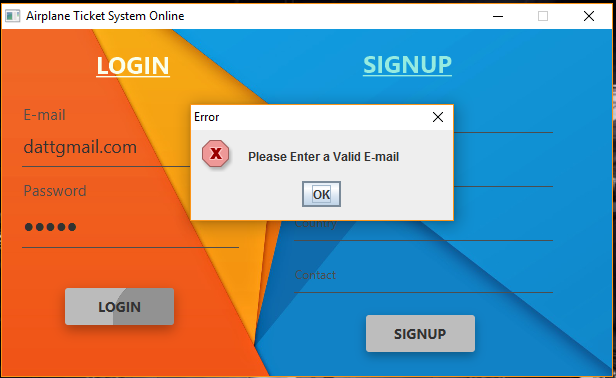 Airplane Ticket System Online
LOGIN
SIGNUP
E-mail
dattgmail.com
Password
●●●●●
LOGIN
Error
Please Enter a Valid E-mail
OK
Country
Contact
SIGNUP